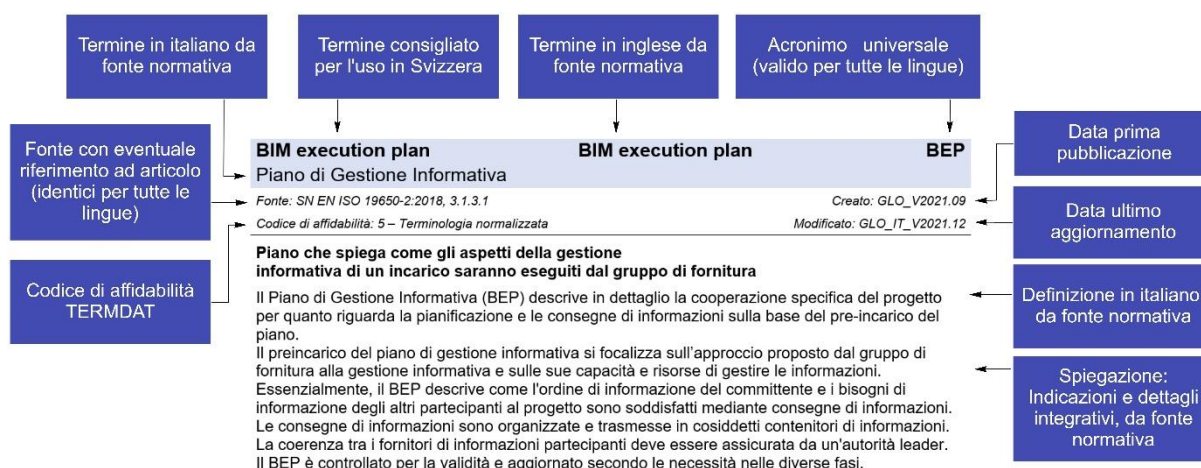 Termine in italiano da
fonte normativa
Termine consigliato
per l'uso in Svizzera
Termine in inglese da
fonte normativa
Acronimo universale
(valido per tutte le lingue)
Fonte con eventuale
riferimento ad articolo
(identici per tutte le
lingue)
Codice di affidabilità
TERMDAT
BIM execution plan BIM execution plan BEP
Piano di Gestione Informativa
Fonte: SN EN ISO 19650-2:2018, 3.1.3.1 Creato: GLO_V2021.09
Codice di affidabilità: 5 – Terminologia normalizzata Modificato: GLO_IT_V2021.12
Piano che spiega come gli aspetti della gestione
informativa di un incarico saranno eseguiti dal gruppo di fornitura
Il Piano di Gestione Informativa (BEP) descrive in dettaglio la cooperazione specifica del progetto
per quanto riguarda la pianificazione e le consegne di informazioni sulla base del pre-incarico del
piano.
Il preincarico del piano di gestione informativa si focalizza sull'approccio proposto dal gruppo di
fornitura alla gestione informativa e sulle sue capacità e risorse di gestire le informazioni.
Essenzialmente, il BEP descrive come l'ordine di informazione del committente e i bisogni di
informazione degli altri partecipanti al progetto sono soddisfatti mediante consegne di informazioni.
Le consegne di informazioni sono organizzate e trasmesse in cosiddetti contenitori di informazioni.
La coerenza tra i fornitori di informazioni partecipanti deve essere assicurata da un'autorità leader.
Il BEP è controllato per la validità e aggiornato secondo le necessità nelle diverse fasi.
Data prima
pubblicazione
Data ultimo
aggiornamento
Definizione in italiano
da fonte normativa
Spiegazione:
Indicazioni e dettagli
integrativi, da fonte
normativa